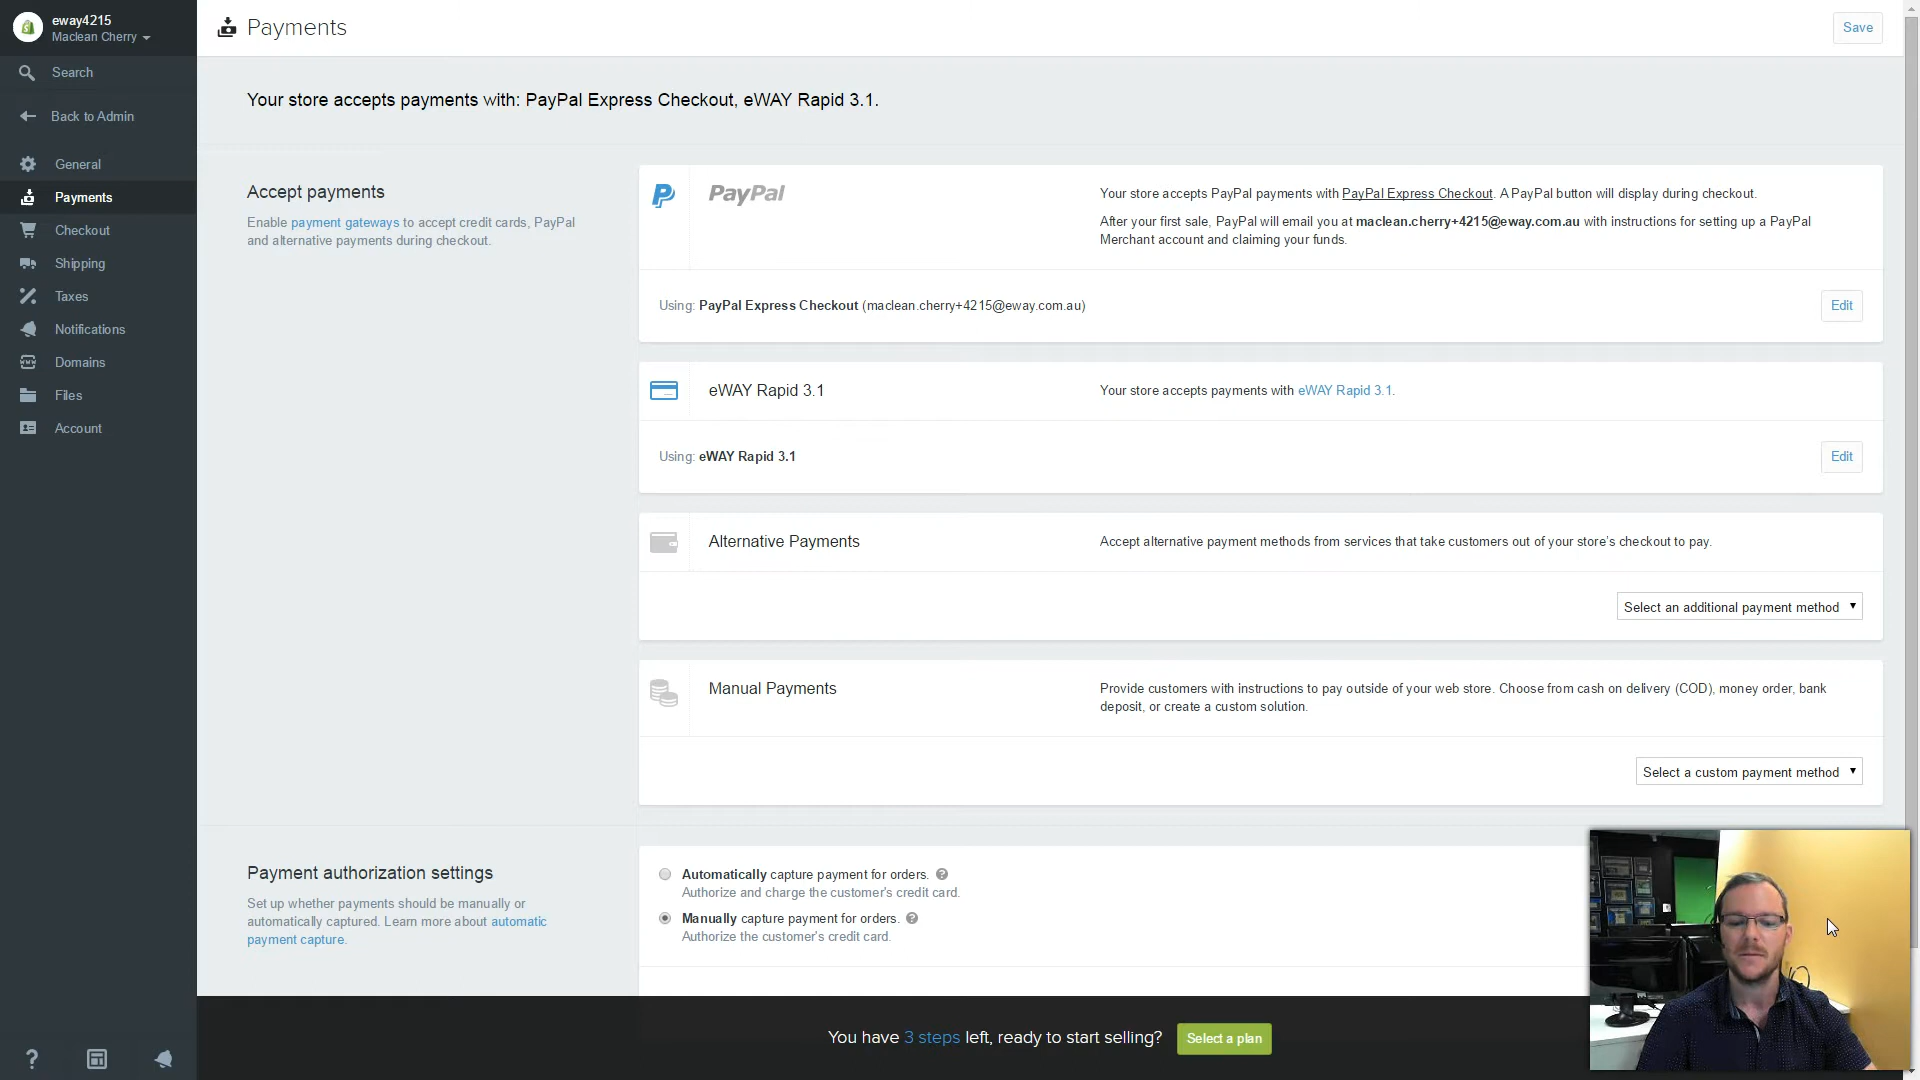 eway4215
Maclean Cherry
Search
Back to Admin
General
Payments
Checkout
Shipping
Taxes
Notifications
Domains
Files
Account
Payments
Save
Your store accepts payments with: PayPal Express Checkout, eWAY Rapid 3.1.
Accept payments
Enable payment gateways to accept credit cards, PayPal
and alternative payments during checkout.
PayPal
Your store accepts PayPal payments with PayPal Express Checkout. A PayPal button will display during checkout.
After your first sale, PayPal will email you at maclean.cherry+4215@eway.com.au with instructions for setting up a PayPal
Merchant account and claiming your funds.
Using: PayPal Express Checkout (maclean.cherry+4215@eway.com.au)
Edit
eWAY Rapid 3.1
Your store accepts payments with eWAY Rapid 3.1.
Using: eWAY Rapid 3.1
Edit
Alternative Payments
Accept alternative payment methods from services that take customers out of your store's checkout to pay.
Select an additional payment method
Manual Payments
Provide customers with instructions to pay outside of your web store. Choose from cash on delivery (COD), money order, bank
deposit, or create a custom solution.
Select a custom payment method
Payment authorization settings
Set up whether payments should be manually or
automatically captured. Learn more about automatic
payment capture.
Automatically capture payment for orders. ?
Authorize and charge the customer's credit card.
Manually capture payment for orders. ?
Authorize the customer's credit card.
You have 3 steps left, ready to start selling?
Select a plan
?